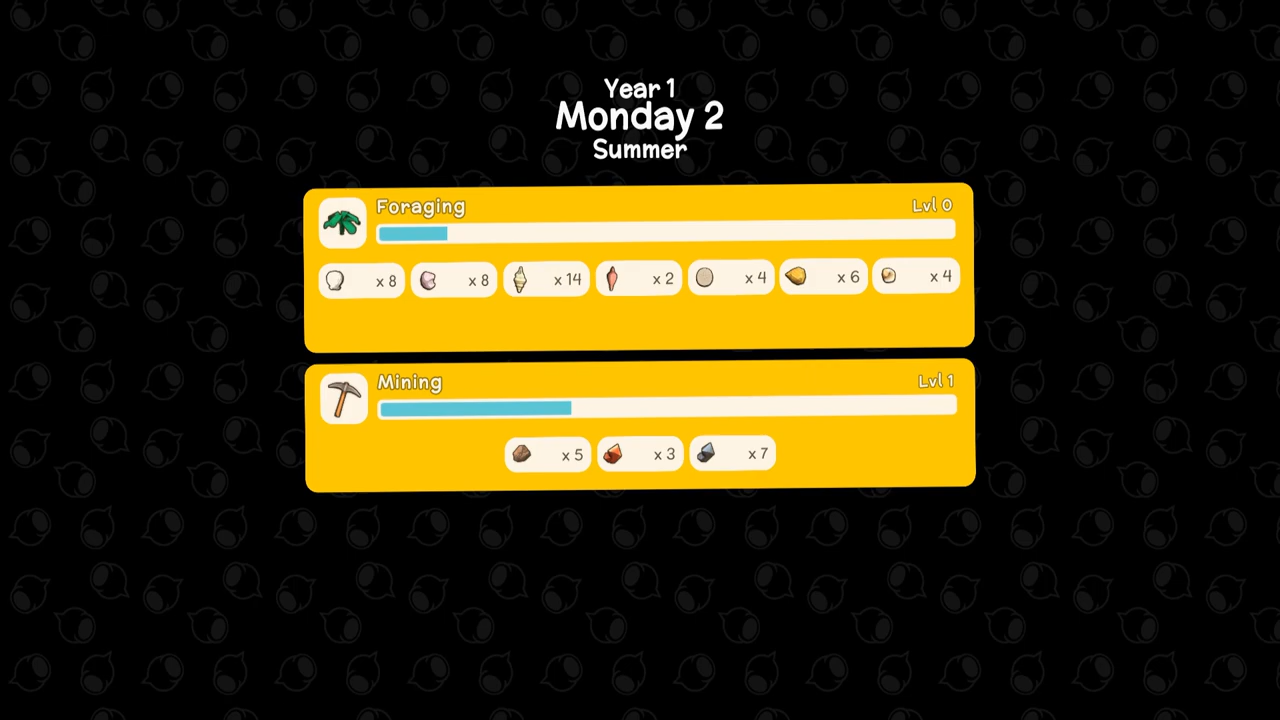 Year 1
Monday 2
Summer
Foraging Lvl 0
x 8 x 8 x 14 x 2 x 4 x 6 x 4
Mining Lvl 1
x 5 x 3 x 7